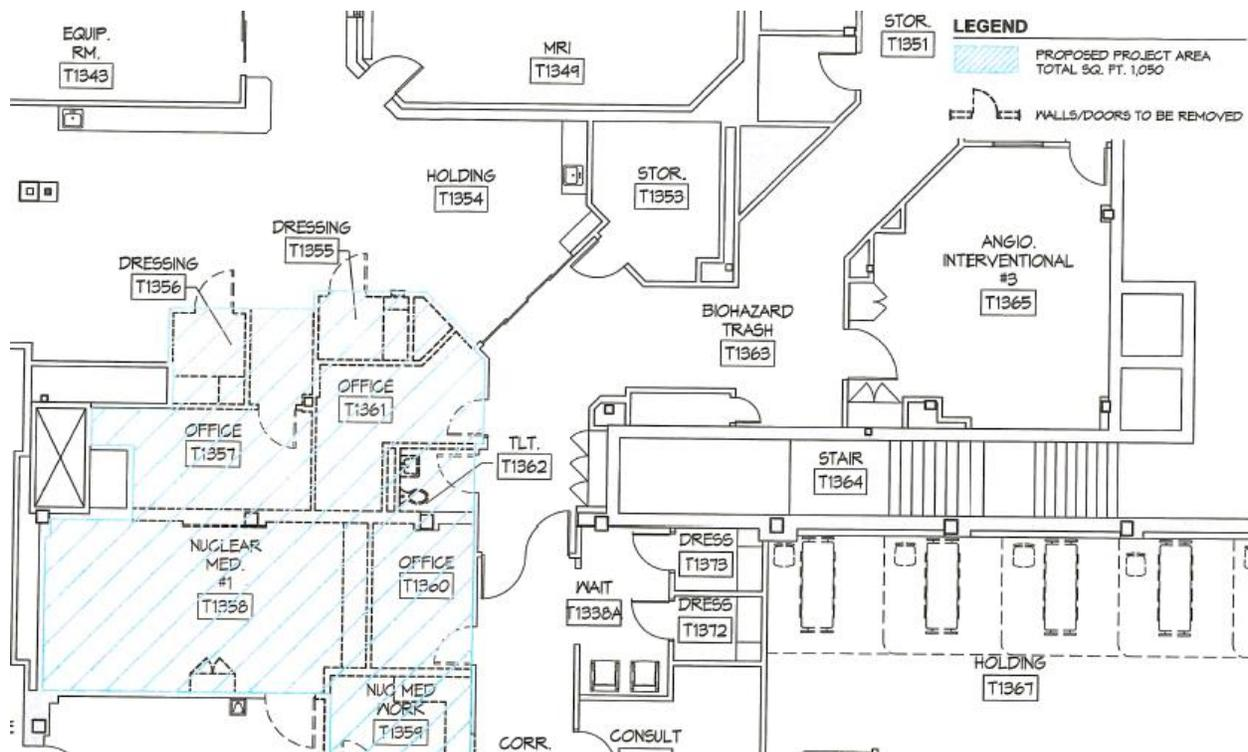 EQUIP.
RM.
T1343
MRI
T1349
STOR.
T1351
LEGEND
PROPOSED PROJECT AREA
TOTAL SQ. FT. 1,050
WALLS/DOORS TO BE REMOVED
HOLDING
T1354
STOR.
T1353
DRESSING
T1355
DRESSING
T1356
ANGIO.
INTERVENTIONAL
#3
T1365
BIOHAZARD
TRASH
T1363
OFFICE
T1361
OFFICE
T1357
TLT.
T1362
STAIR
T1364
NUCLEAR
MED.
#1
T1358
OFFICE
T1360
DRESS
T1373
WAIT
T1338A
DRESS
T1372
HOLDING
T1367
NUC MED
WORK
T1359
CORR.
CONSULT